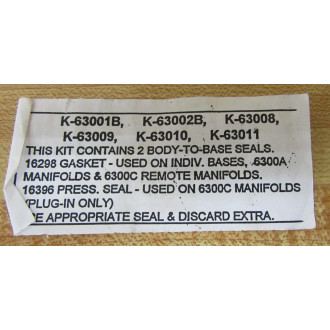 K-63001B, K-63002B, K-63008,
K-63009, K-63010, K-63011
THIS KIT CONTAINS 2 BODY-TO-BASE SEALS.
16298 GASKET - USED ON INDIV. BASES, 6300A
MANIFOLDS & 6300C REMOTE MANIFOLDS.
16396 PRESS. SEAL - USED ON 6300C MANIFOLDS
(PLUG-IN ONLY)
E APPROPRIATE SEAL & DISCARD EXTRA.